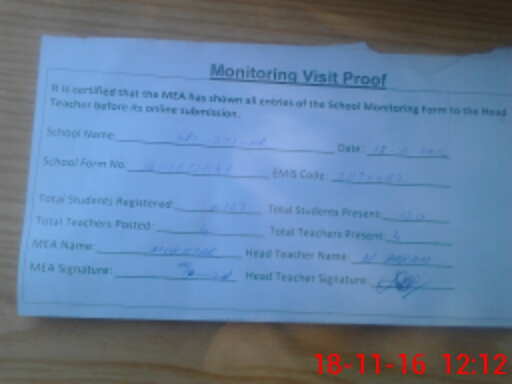 Monitoring Visit Proof
It is certified that the MEA has shown all entries of the School Monitoring Form to the Head
Teacher before its online submission.
School Name: Date:
School Form No: EMIS Code:
Total Students Registered: Total Students Present: 120
Total Teachers Posted: 6 Total Teachers Present: 6
MEA Name: Head Teacher Name:
MEA Signature: Head Teacher Signature:
18-11-16 12:12